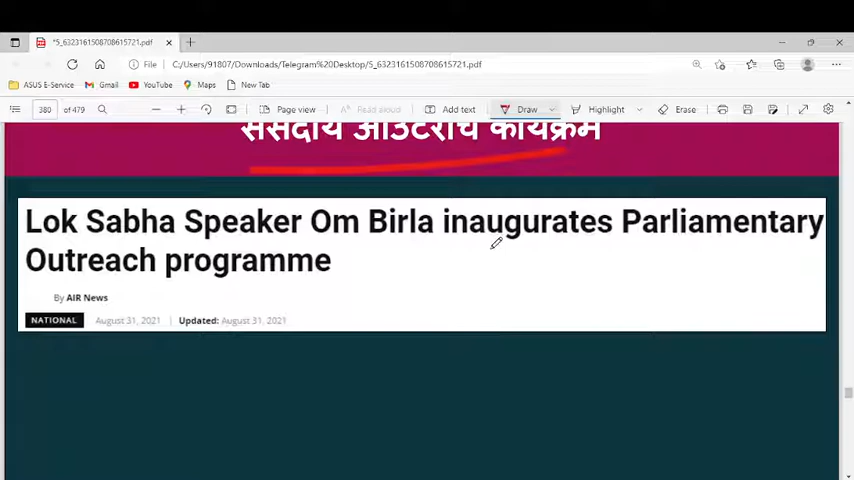 *5_6323161508708615721.pdf
File C:/Users/91807/Downloads/Telegram%20Desktop/5_6323161508708615721.pdf
ASUS E-Service Gmail YouTube Maps New Tab
380 of 479 Page view Read aloud Add text Draw Highlight Erase
संसदीय आउटरीच कार्यक्रम
Lok Sabha Speaker Om Birla inaugurates Parliamentary
Outreach programme
By AIR News
NATIONAL August 31, 2021 | Updated: August 31, 2021